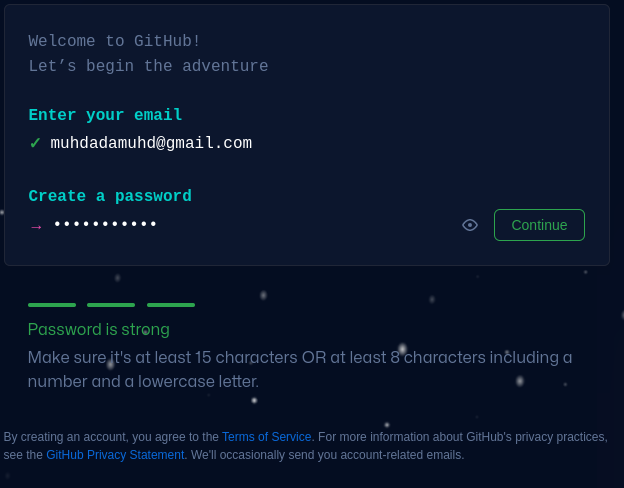 Welcome to GitHub!
Let’s begin the adventure
Enter your email
✓ muhdadamuhd@gmail.com
Create a password
→ •••••••••••
Continue
Password is strong
Make sure it's at least 15 characters OR at least 8 characters including a
number and a lowercase letter.
By creating an account, you agree to the Terms of Service. For more information about GitHub's privacy practices,
see the GitHub Privacy Statement. We'll occasionally send you account-related emails.